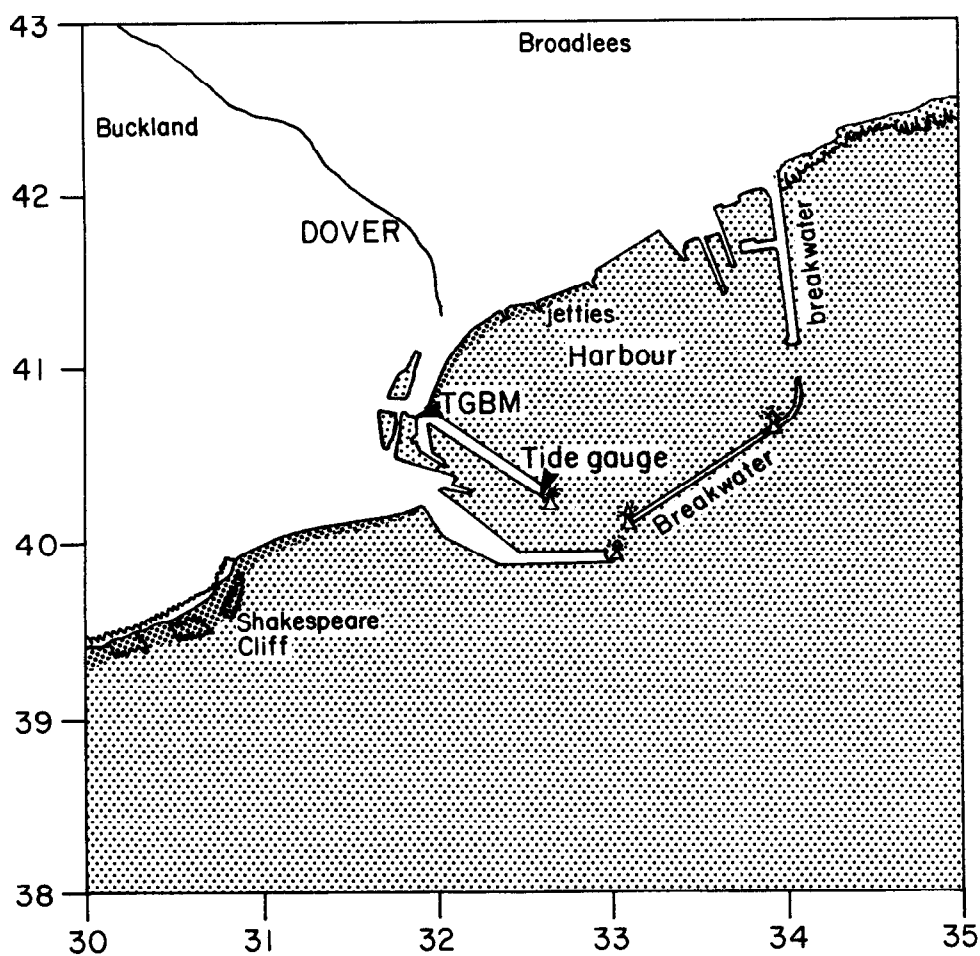 43
Broadlees
Buckland
42
DOVER
breakwater
jetties
Harbour
41
TGBM
Tide gauge
Breakwater
40
Shakespeare
Cliff
39
38
30
31
32
33
34
35